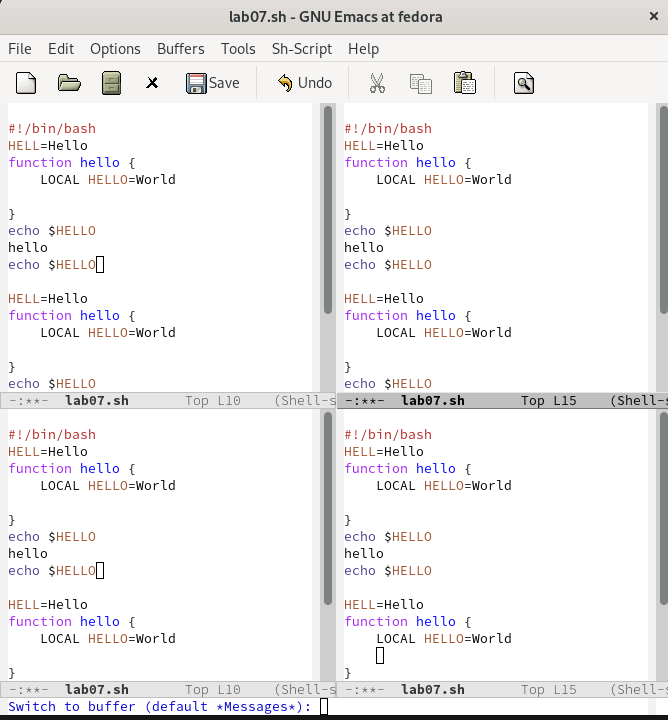 lab07.sh - GNU Emacs at fedora
File Edit Options Buffers Tools Sh-Script Help
Save Undo
#!/bin/bash
HELL=Hello
function hello {
    LOCAL HELLO=World
}
echo $HELLO
hello
echo $HELLO
HELL=Hello
function hello {
    LOCAL HELLO=World
}
echo $HELLO
-:**-  lab07.sh       Top L10    (Shell-s
#!/bin/bash
HELL=Hello
function hello {
    LOCAL HELLO=World
}
echo $HELLO
hello
echo $HELLO
HELL=Hello
function hello {
    LOCAL HELLO=World
}
echo $HELLO
-:**-  lab07.sh       Top L15    (Shell-s
#!/bin/bash
HELL=Hello
function hello {
    LOCAL HELLO=World
}
echo $HELLO
hello
echo $HELLO
HELL=Hello
function hello {
    LOCAL HELLO=World
}
-:**-  lab07.sh       Top L10    (Shell-s
#!/bin/bash
HELL=Hello
function hello {
    LOCAL HELLO=World
}
echo $HELLO
hello
echo $HELLO
HELL=Hello
function hello {
    LOCAL HELLO=World
}
-:**-  lab07.sh       Top L15    (Shell-s
Switch to buffer (default *Messages*):